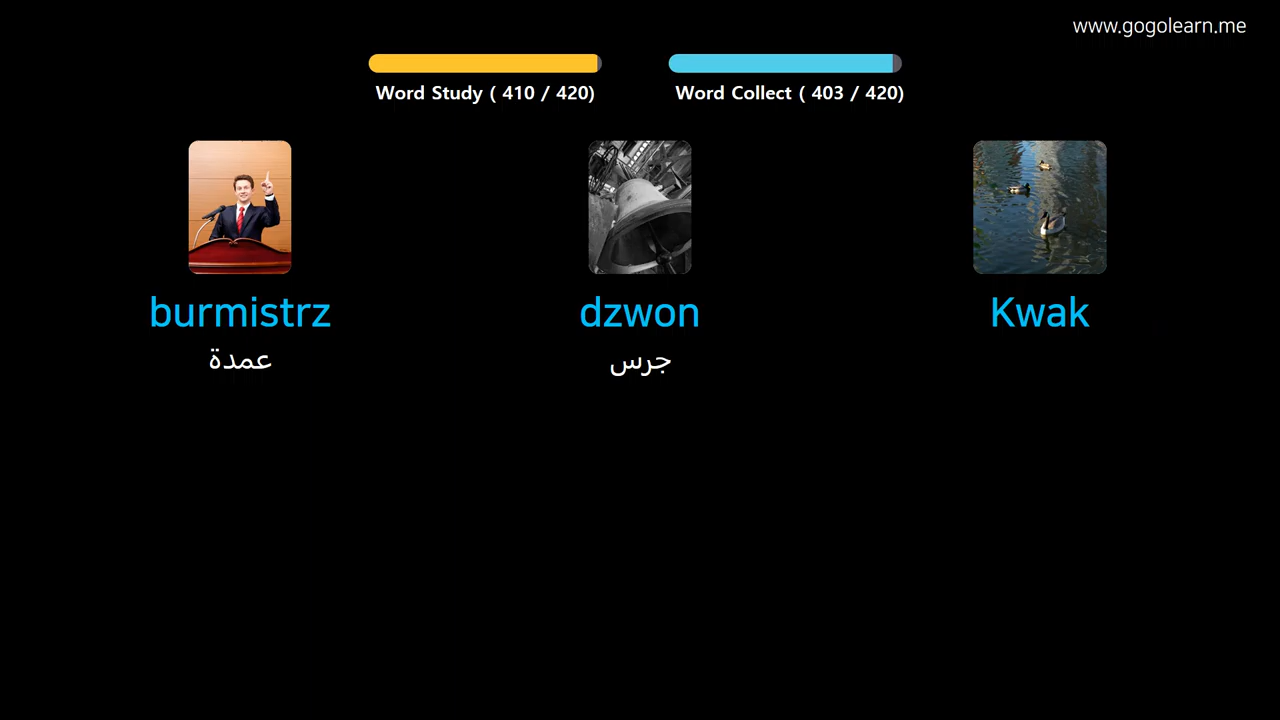 www.gogolearn.me
Word Study ( 410 / 420)
Word Collect ( 403 / 420)
burmistrz
عمدة
dzwon
جرس
Kwak